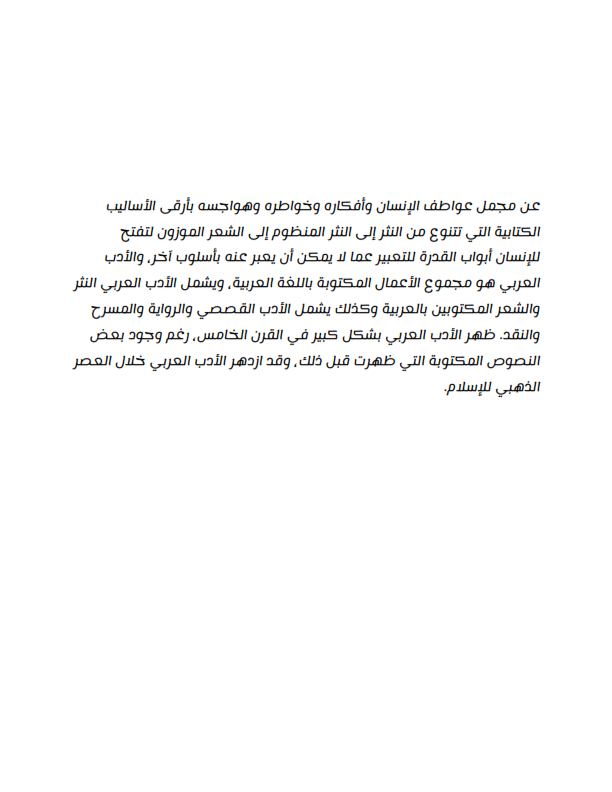 عن مجمل عواطف الإنسان وأفكاره وخواطره وهواجسه بأرقى الأساليب
الكتابية التي تتنوع من النثر إلى النثر المنظوم إلى الشعر الموزون لتفتح
للإنسان أبواب القدرة للتعبير عما لا يمكن أن يعبر عنه بأسلوب آخر، والأدب
العربي هو مجموع الأعمال المكتوبة باللغة العربية، ويشمل الأدب العربي النثر
والشعر المكتوبين بالعربية وكذلك يشمل الأدب القصصي والرواية والمسرح
والنقد. ظهر الأدب العربي بشكل كبير في القرن الخامس، رغم وجود بعض
النصوص المكتوبة التي ظهرت قبل ذلك، وقد ازدهر الأدب العربي خلال العصر
الذهبي للإسلام.